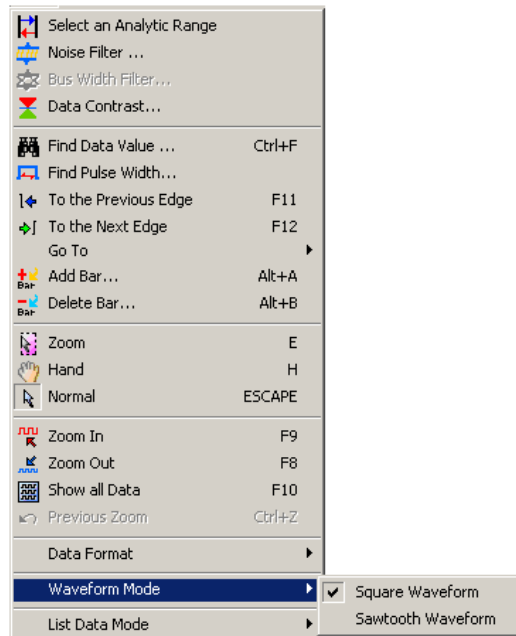 Select an Analytic Range
Noise Filter ...
Bus Width Filter...
Data Contrast...
Find Data Value ... Ctrl+F
Find Pulse Width...
To the Previous Edge F11
To the Next Edge F12
Go To
Bar Add Bar... Alt+A
Bar Delete Bar... Alt+B
Zoom E
Hand H
Normal ESCAPE
Zoom In F9
Zoom Out F8
Show all Data F10
Previous Zoom Ctrl+Z
Data Format
Waveform Mode
Square Waveform
Sawtooth Waveform
List Data Mode